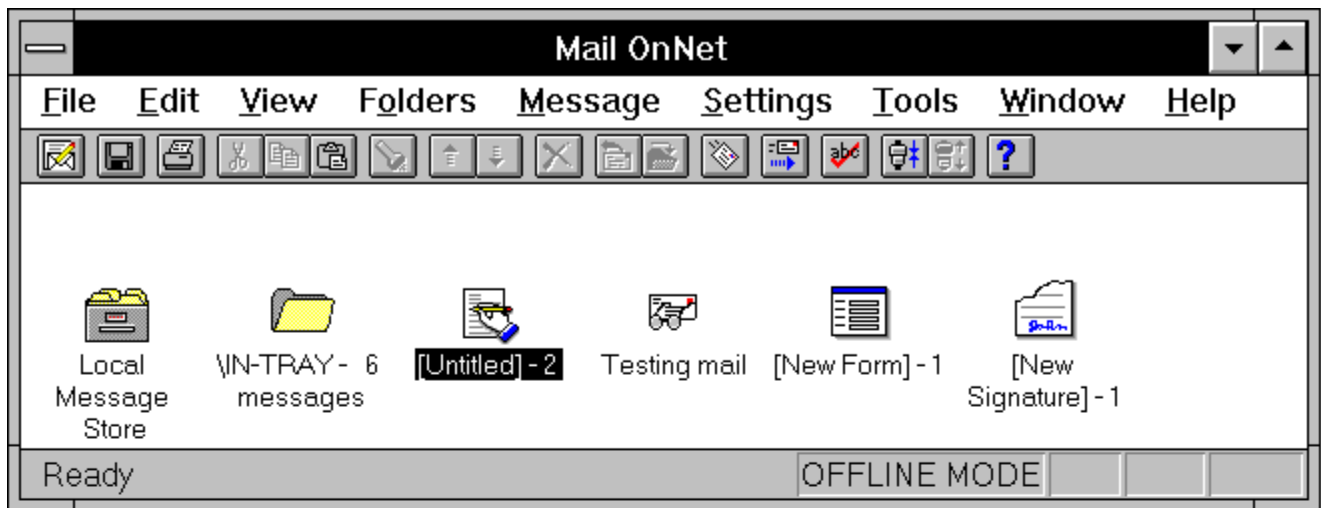 Mail OnNet
File Edit View Folders Message Settings Tools Window Help
abc ?
Local Message Store
\IN-TRAY - 6 messages
[Untitled] - 2
Testing mail
[New Form] - 1
[New Signature] - 1
Ready OFFLINE MODE